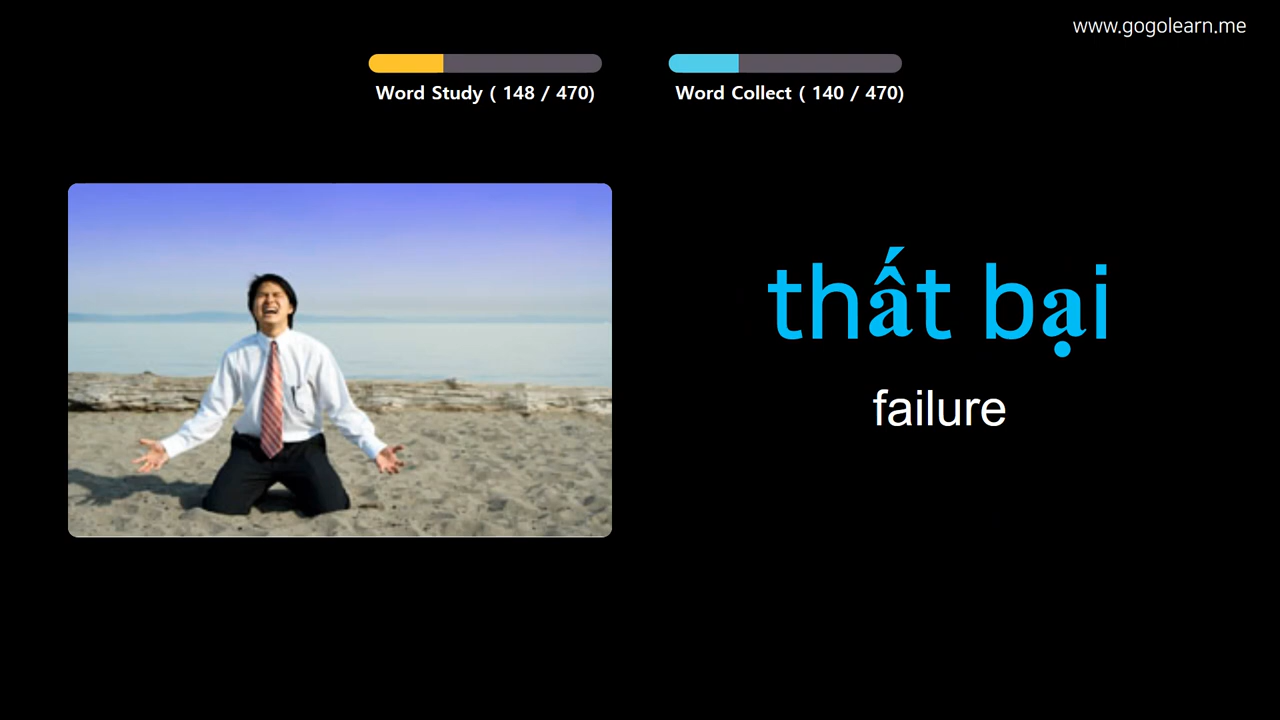 www.gogolearn.me
Word Study ( 148 / 470)
Word Collect ( 140 / 470)
thất bại
failure